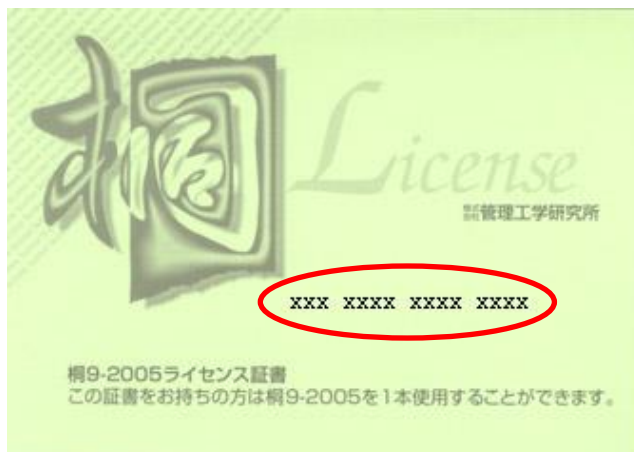 桐
License
株式会社管理工学研究所
xxx xxxx xxxx xxxx
桐9-2005ライセンス証書
この証書をお持ちの方は桐9-2005を1本使用することができます。